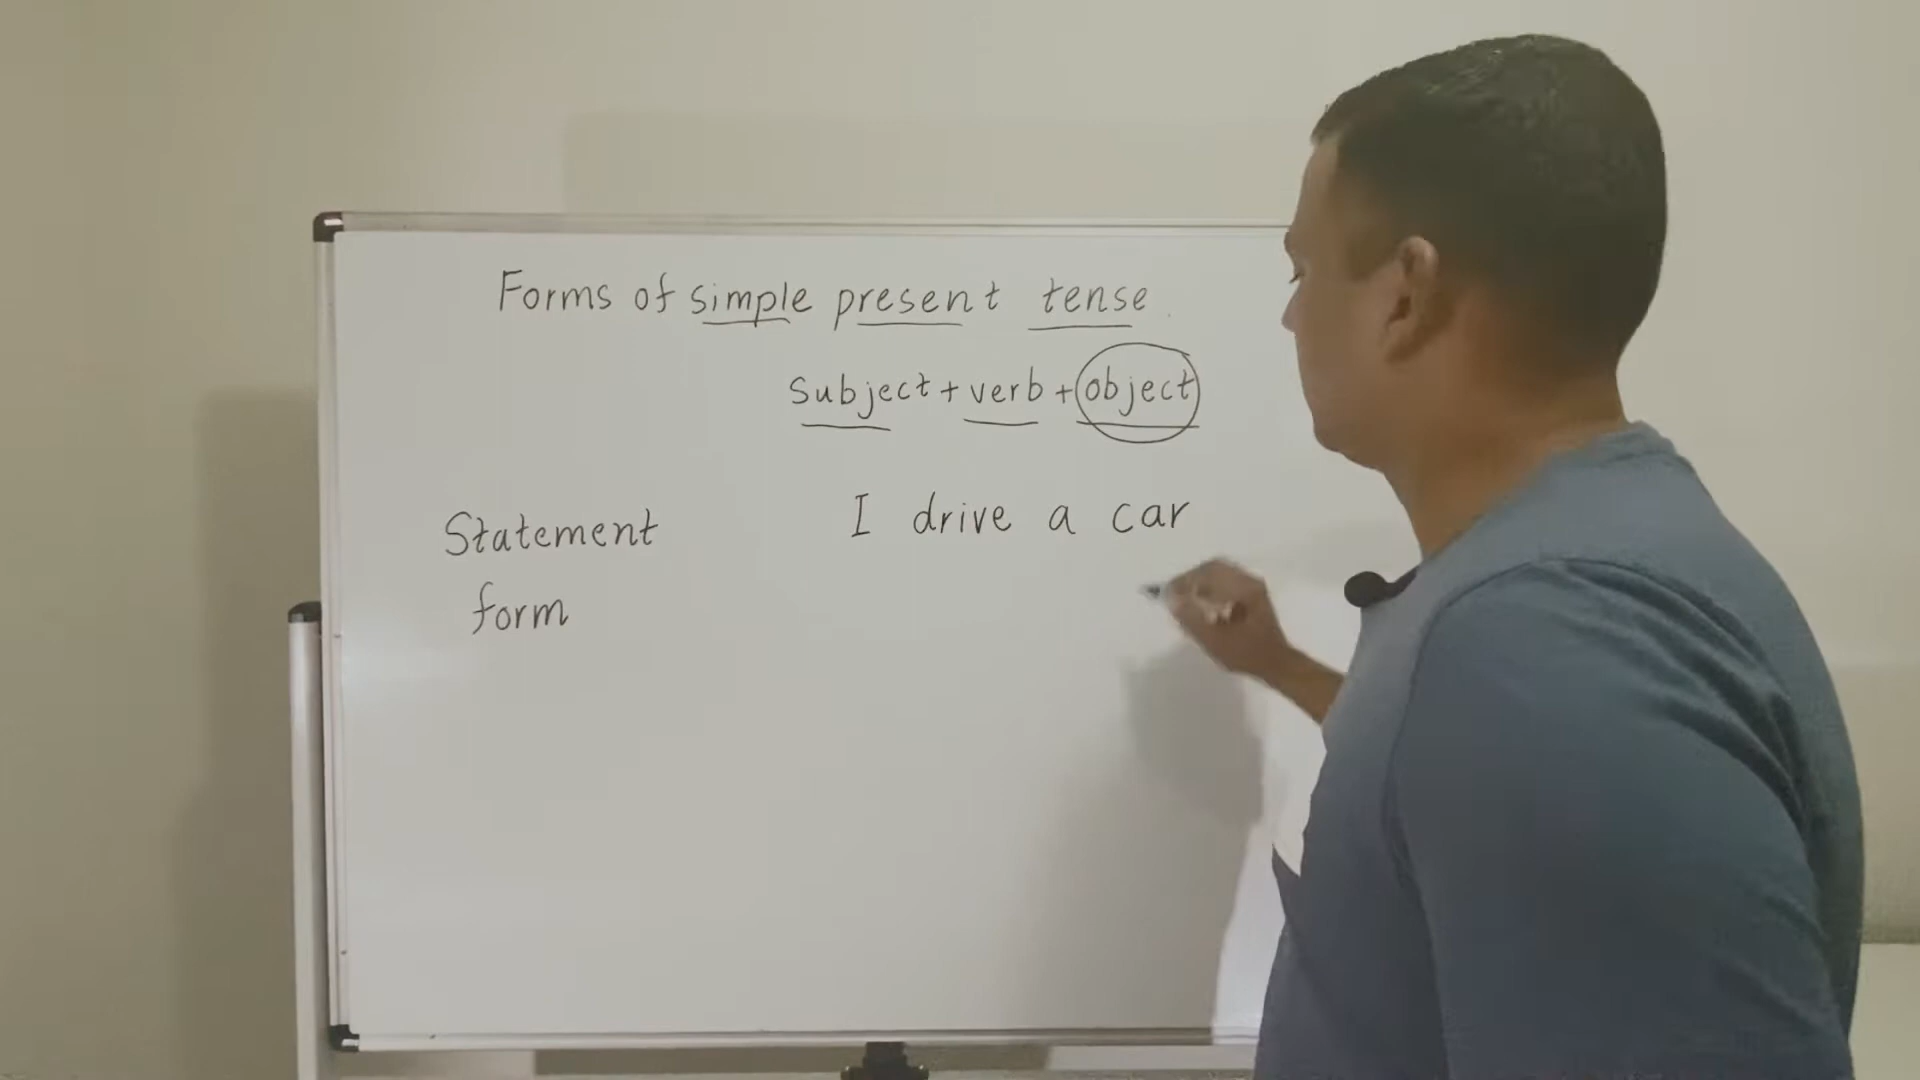 Forms of simple present tense.
Subject + verb + object
Statement
form
I drive a car